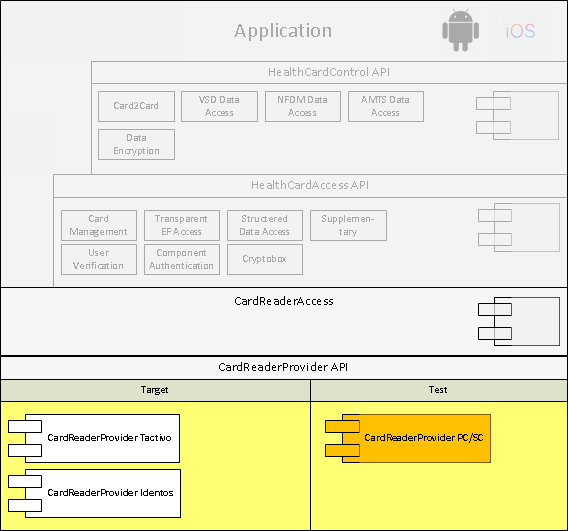 Application
iOS
HealthCardControl API
Card2Card
VSD Data
Access
NFDM Data
Access
AMTS Data
Access
Data
Encryption
HealthCardAccess API
Card
Management
Transparent
EF Access
Structered
Data Access
Supplemen-
tary
User
Verification
Component
Authentication
Cryptobox
CardReaderAccess
CardReaderProvider API
Target
Test
CardReaderProvider Tactivo
CardReaderProvider PC/SC
CardReaderProvider Identos